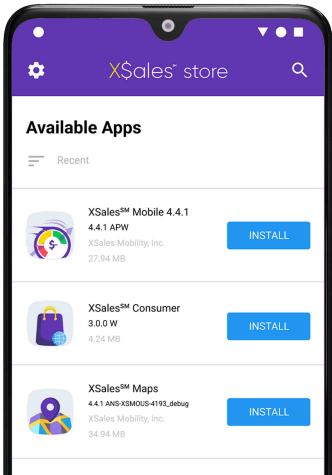 X$ales℠ store
Available Apps
Recent
XSales℠ Mobile 4.4.1
4.4.1 APW
XSales Mobility, Inc.
27.94 MB
INSTALL
XSales℠ Consumer
3.0.0 W
4.24 MB
INSTALL
XSales℠ Maps
4.4.1 ANS-XSMOUS-4193_debug
XSales Mobility, Inc.
34.94 MB
INSTALL